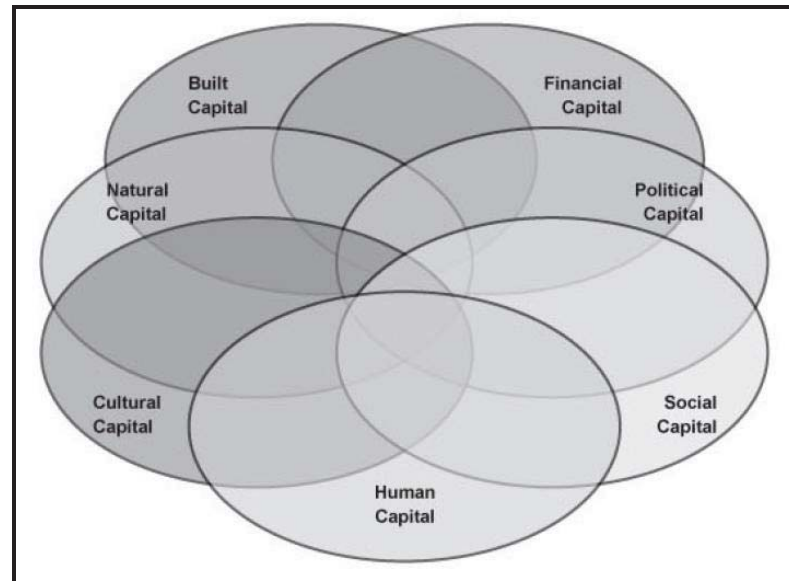 Built
Capital
Financial
Capital
Natural
Capital
Political
Capital
Cultural
Capital
Social
Capital
Human
Capital